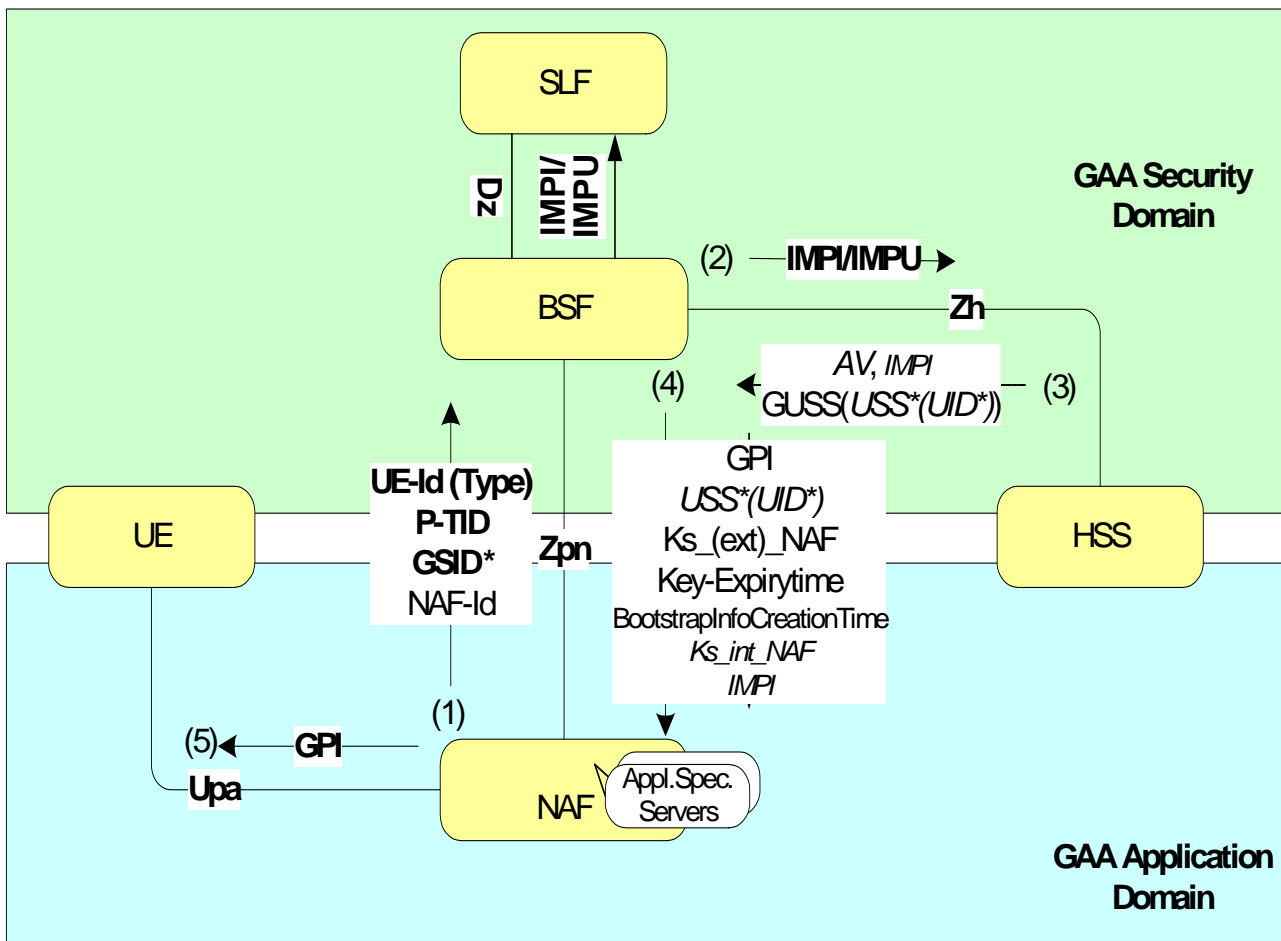 SLF
Dz
IMPI/
IMPU
GAA Security
Domain
(2)
IMPI/IMPU
BSF
Zh
AV, IMPI
GUSS(USS*(UID*))
(3)
(4)
GPI
USS*(UID*)
Ks_(ext)_NAF
Key-Expirytime
BootstrapInfoCreationTime
Ks_int_NAF
IMPI
UE-Id (Type)
P-TID
GSID*
NAF-Id
UE
Zpn
HSS
(1)
(5)
GPI
Upa
NAF
Appl.Spec.
Servers
GAA Application
Domain